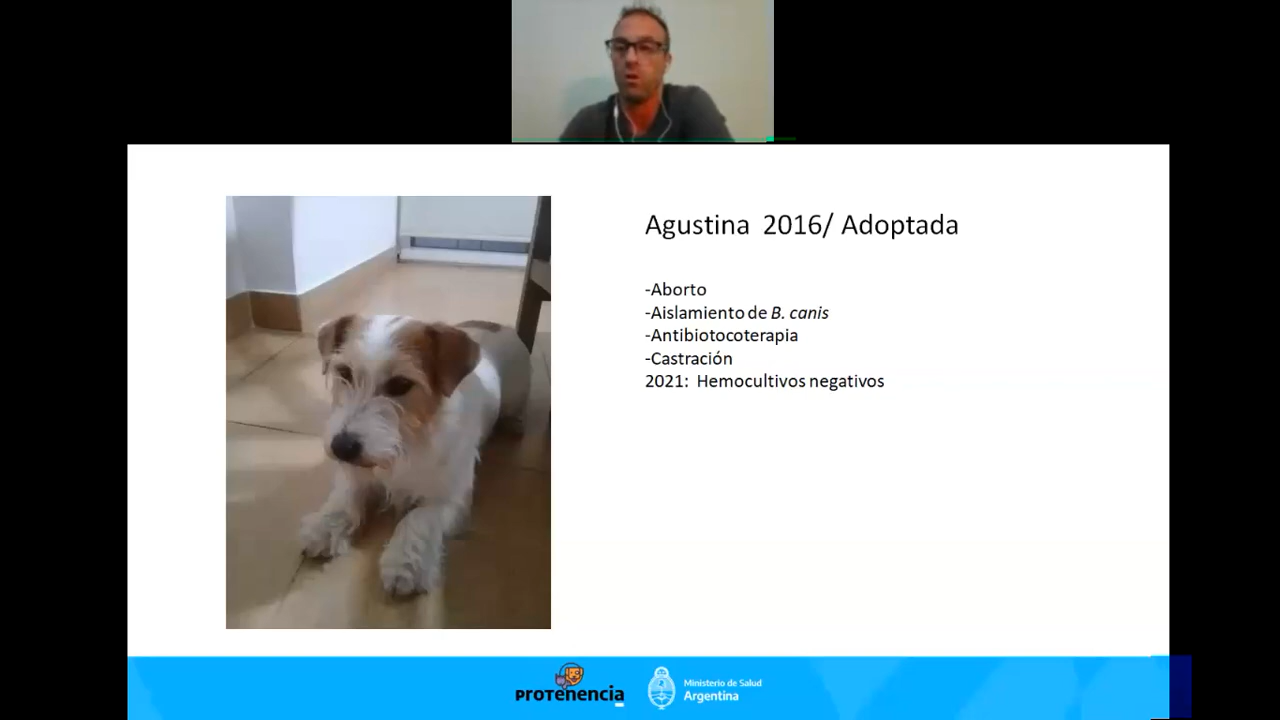 Agustina 2016/ Adoptada
-Aborto
-Aislamiento de B. canis
-Antibiotocoterapia
-Castración
2021: Hemocultivos negativos
PROTENENCIA
Ministerio de Salud
Argentina